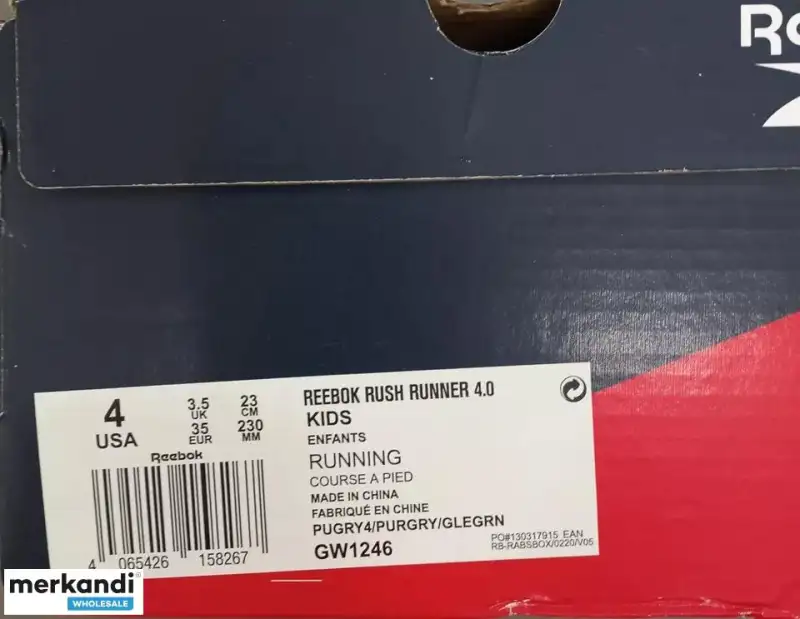 4
USA
3.5
UK
35
EUR
23
CM
230
MM
Reebok
4 065426 158267
REEBOK RUSH RUNNER 4.0
KIDS
ENFANTS
RUNNING
COURSE A PIED
MADE IN CHINA
FABRIQUÉ EN CHINE
PUGRY4/PURGRY/GLEGRN
GW1246
PO#130317915 EAN
RB-RABSBOX/0220/V05
merkandi
WHOLESALE